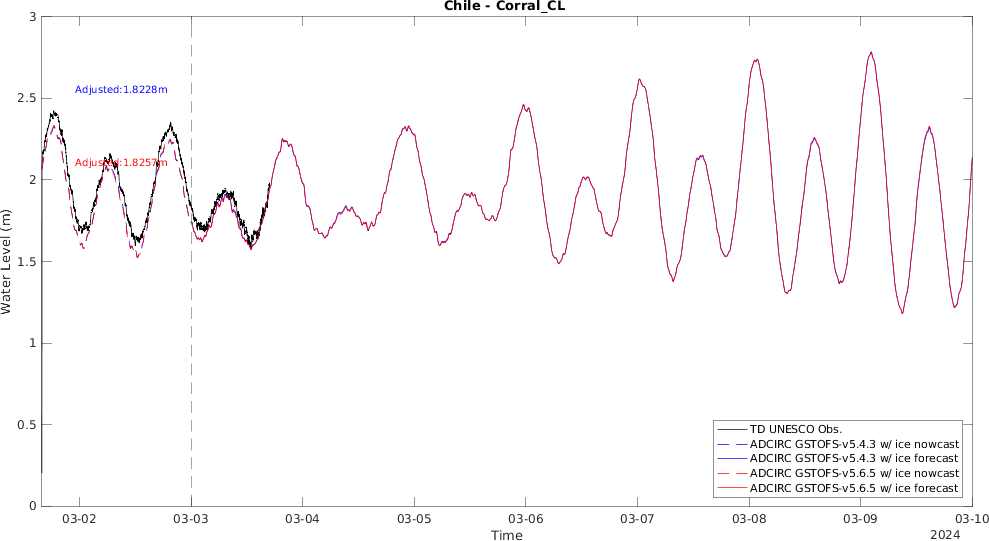 Chile - Corral_CL
Water Level (m)
3
2.5
2
1.5
1
0.5
0
Adjusted:1.8228m
Adjusted:1.8257m
TD UNESCO Obs.
ADCIRC GSTOFS-v5.4.3 w/ ice nowcast
ADCIRC GSTOFS-v5.4.3 w/ ice forecast
ADCIRC GSTOFS-v5.6.5 w/ ice nowcast
ADCIRC GSTOFS-v5.6.5 w/ ice forecast
03-02 03-03 03-04 03-05 03-06 03-07 03-08 03-09 03-10
Time
2024